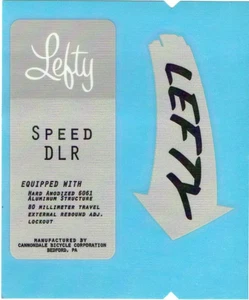 Lefty
SPEED
DLR
EQUIPPED WITH
HARD ANODIZED 6061
ALUMINUM STRUCTURE
80 MILLIMETER TRAVEL
EXTERNAL REBOUND ADJ.
LOCKOUT
MANUFACTURED BY
CANNONDALE BICYCLE CORPORATION
BEDFORD, PA
LEFTY